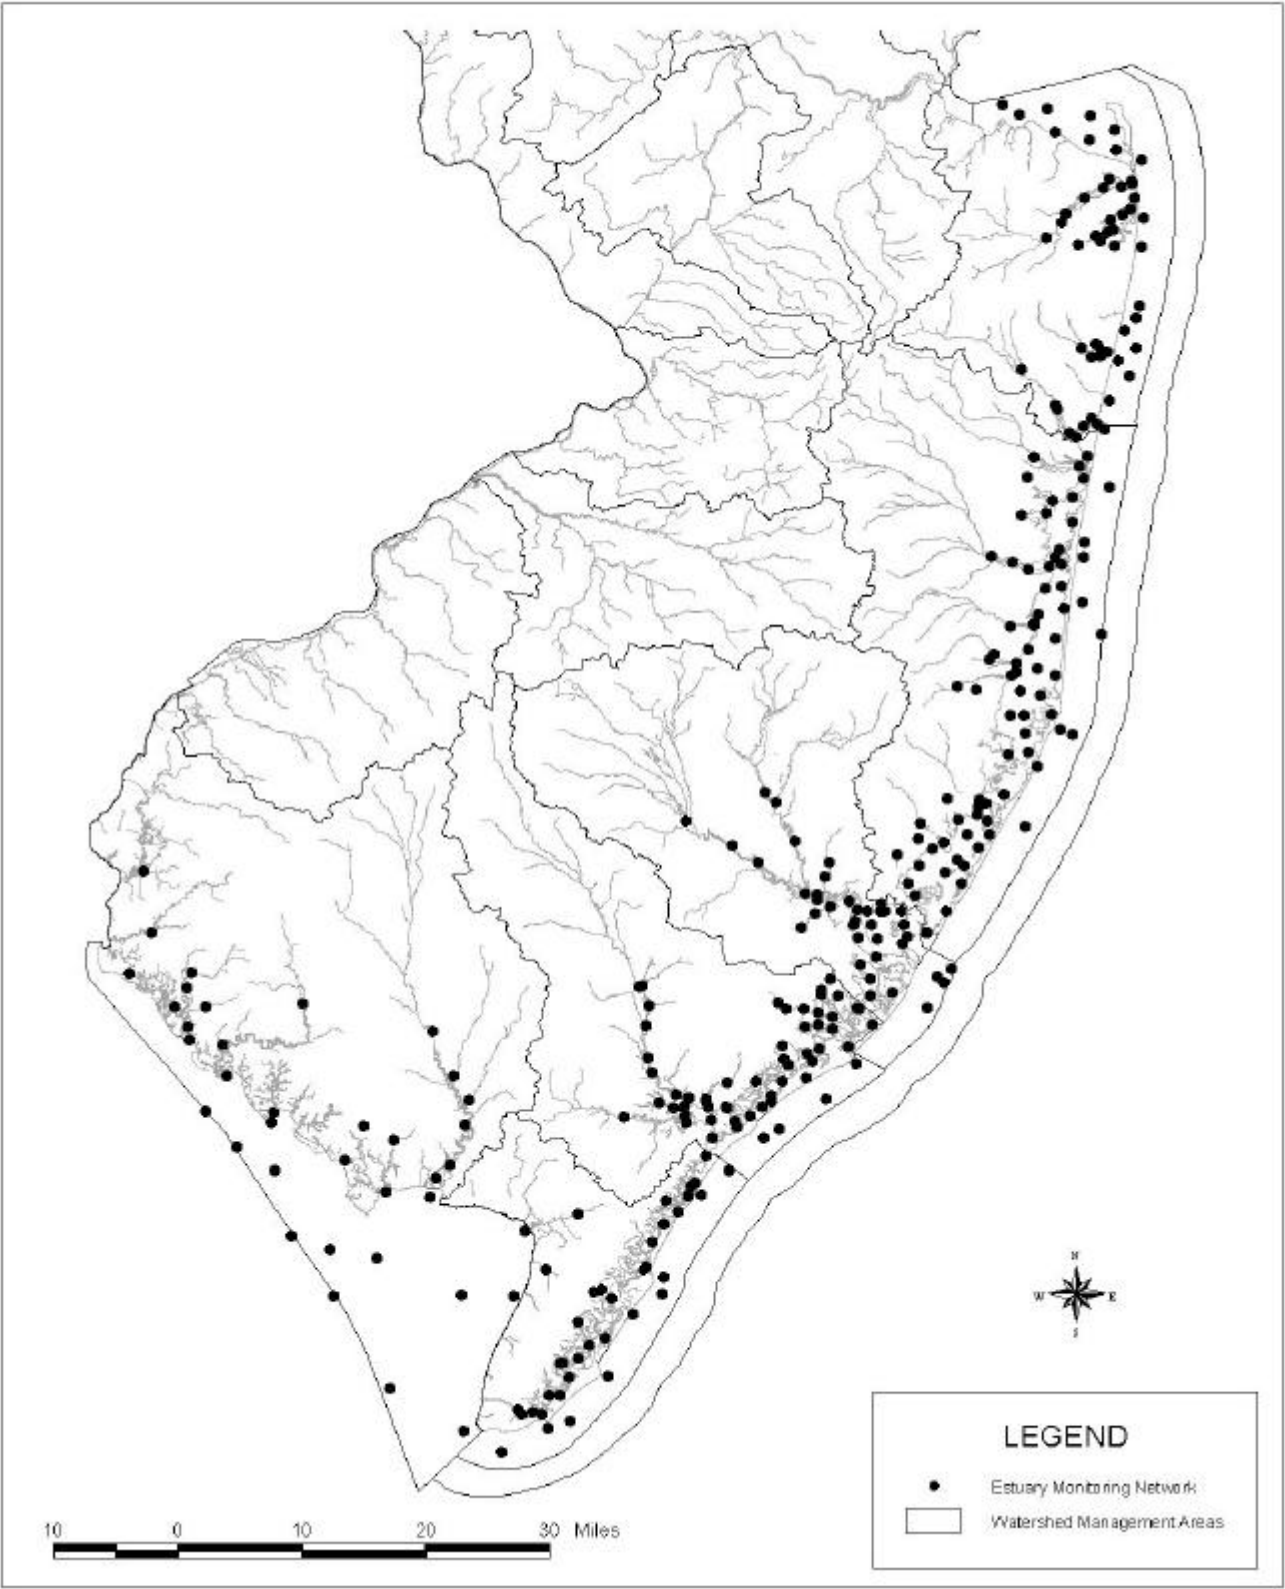 N
W E
S
LEGEND
Estuary Monitoring Network
Watershed Management Areas
10 0 10 20 30 Miles